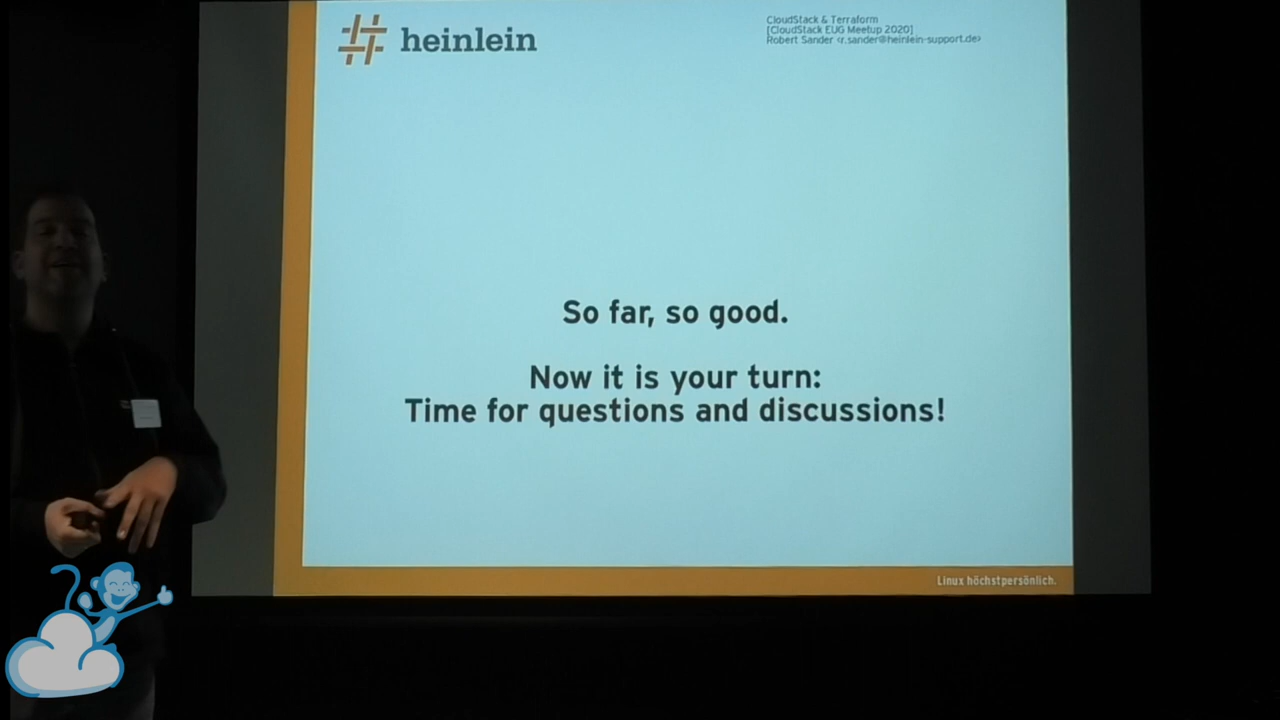 heinlein
CloudStack & Terraform
[CloudStack EUG Meetup 2020]
Robert Sander <r.sander@heinlein-support.de>
So far, so good.
Now it is your turn:
Time for questions and discussions!
Linux höchstpersönlich.